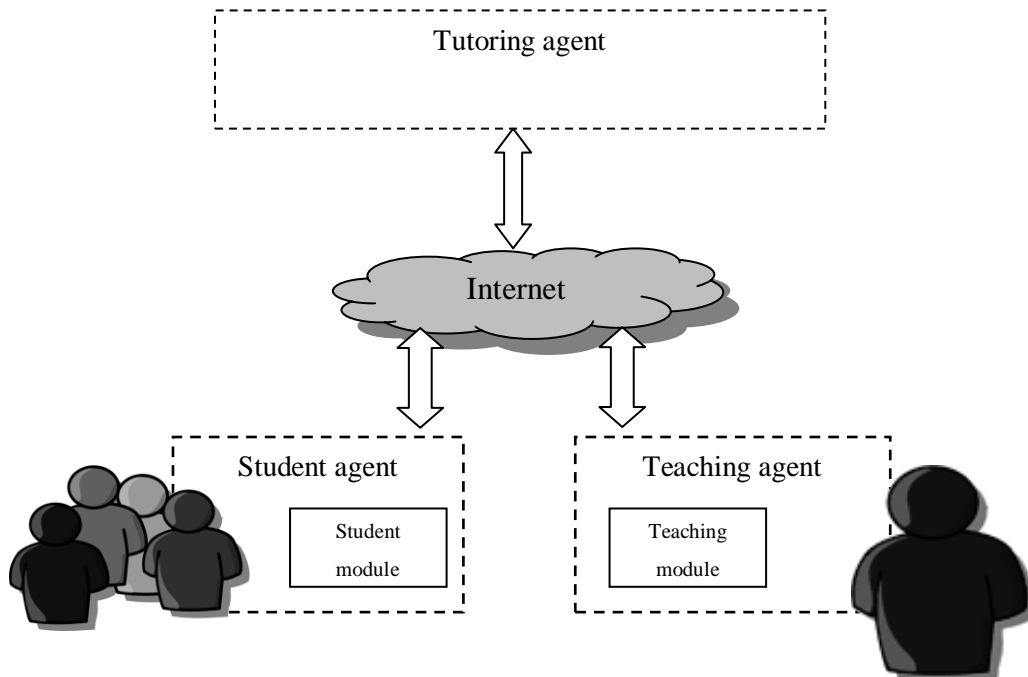 Tutoring agent
Internet
Student agent
Student
module
Teaching agent
Teaching
module